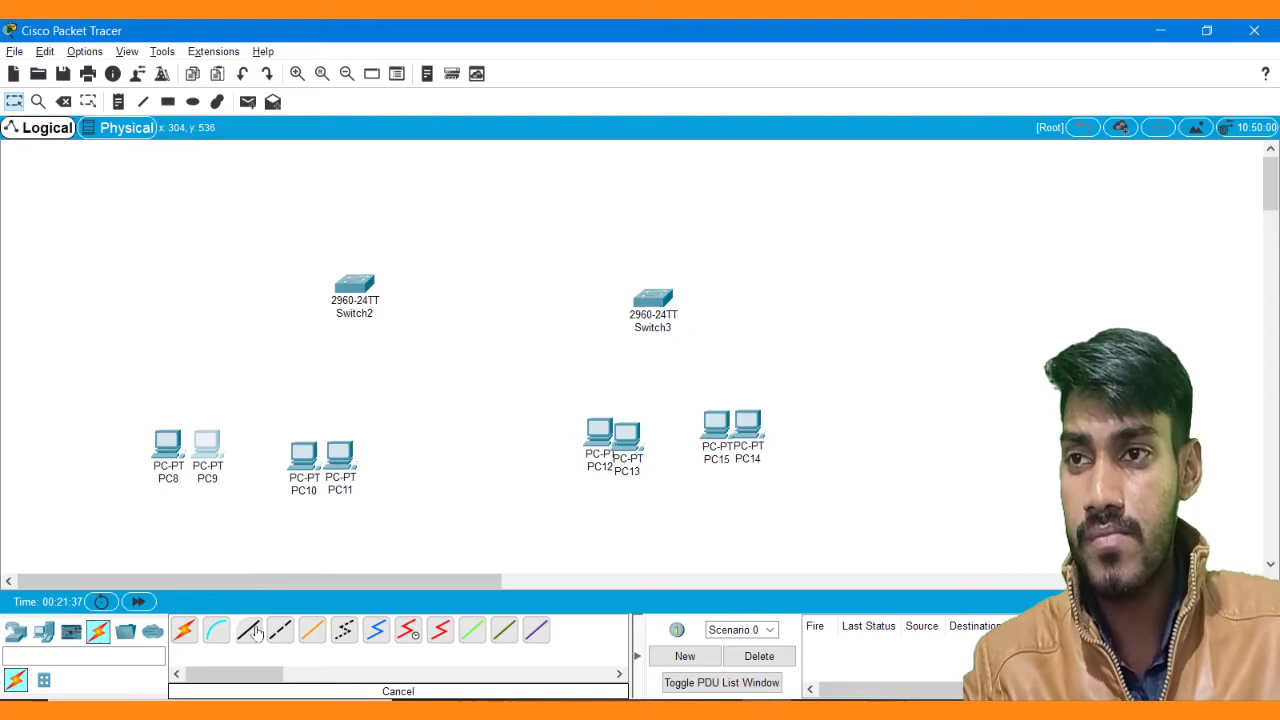 Cisco Packet Tracer
File Edit View Tools Extensions Help
?
Logical Physical x: 304, y: 536 [Root] 10:50:00
2960-24TT
Switch2
2960-24TT
Switch3
PC-PT
PC8
PC-PT
PC9
PC-PT
PC10
PC-PT
PC11
PC-PT
PC12
PC-PT
PC13
PC-PT
PC15
PC-PT
PC14
Time: 00:21:37
Scenario 0
New Delete
Toggle PDU List Window
Fire Last Status Source Destination
Cancel